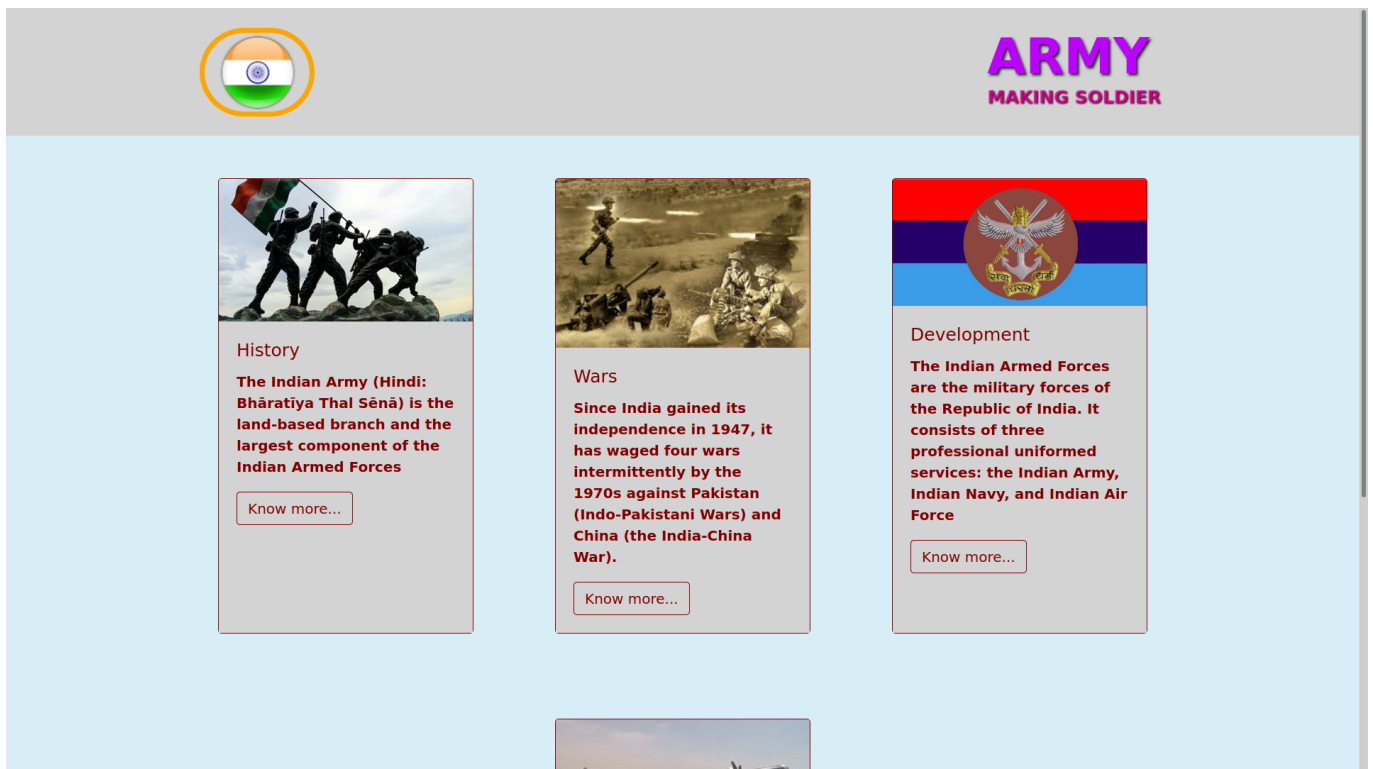 ARMY
MAKING SOLDIER
History
The Indian Army (Hindi:
Bhāratīya Thal Sēnā) is the
land-based branch and the
largest component of the
Indian Armed Forces
Know more...
Wars
Since India gained its
independence in 1947, it
has waged four wars
intermittently by the
1970s against Pakistan
(Indo-Pakistani Wars) and
China (the India-China
War).
Know more...
Development
The Indian Armed Forces
are the military forces of
the Republic of India. It
consists of three
professional uniformed
services: the Indian Army,
Indian Navy, and Indian Air
Force
Know more...